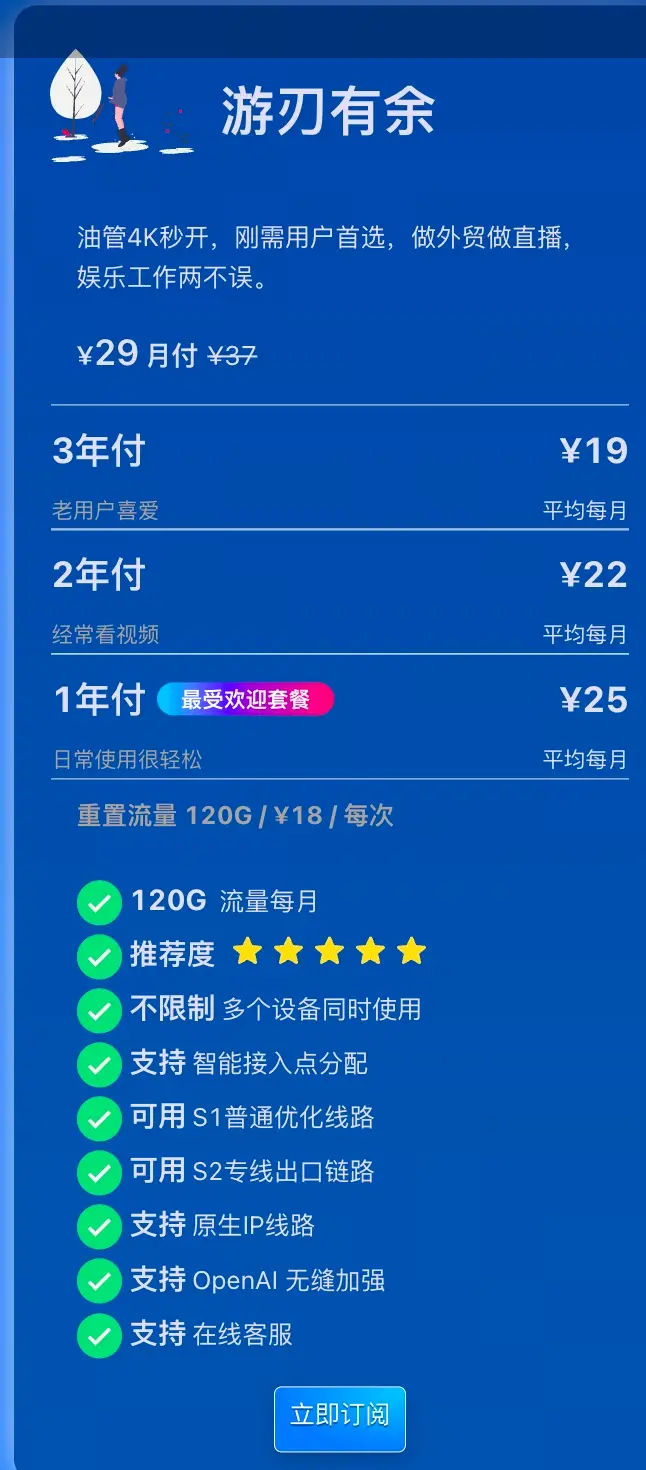 游刃有余
油管4K秒开，刚需用户首选，做外贸做直播，
娱乐工作两不误。
¥29 月付 ¥37
3年付 ¥19
老用户喜爱 平均每月
2年付 ¥22
经常看视频 平均每月
1年付 最受欢迎套餐 ¥25
日常使用很轻松 平均每月
重置流量 120G / ¥18 / 每次
120G 流量每月
推荐度 ⭐⭐⭐⭐⭐
不限制 多个设备同时使用
支持 智能接入点分配
可用 S1普通优化线路
可用 S2专线出口链路
支持 原生IP线路
支持 OpenAI 无缝加强
支持 在线客服
立即订阅